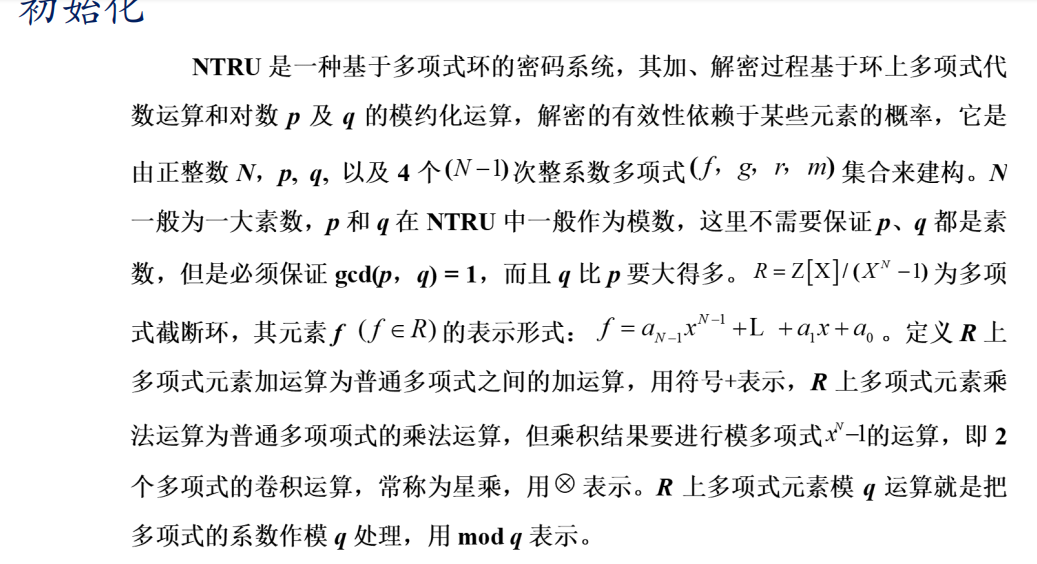 初始化
NTRU 是一种基于多项式环的密码系统，其加、解密过程基于环上多项式代
数运算和对数 p 及 q 的模约化运算，解密的有效性依赖于某些元素的概率，它是
由正整数 N，p, q, 以及 4 个(N−1)次整系数多项式(f，g，r，m)集合来建构。N
一般为一大素数，p 和 q 在 NTRU 中一般作为模数，这里不需要保证 p、q 都是素
数，但是必须保证 gcd(p，q) = 1，而且 q 比 p 要大得多。R = Z[X]/(X^N −1)为多项
式截断环，其元素 f (f∈R)的表示形式： f = a_{N−1}x^{N−1} +L +a_1x+a_0 。定义 R 上
多项式元素加运算为普通多项式之间的加运算，用符号+表示，R 上多项式元素乘
法运算为普通多项项式的乘法运算，但乘积结果要进行模多项式x^N−1的运算，即 2
个多项式的卷积运算，常称为星乘，用⊗表示。R 上多项式元素模 q 运算就是把
多项式的系数作模 q 处理，用 mod q 表示。